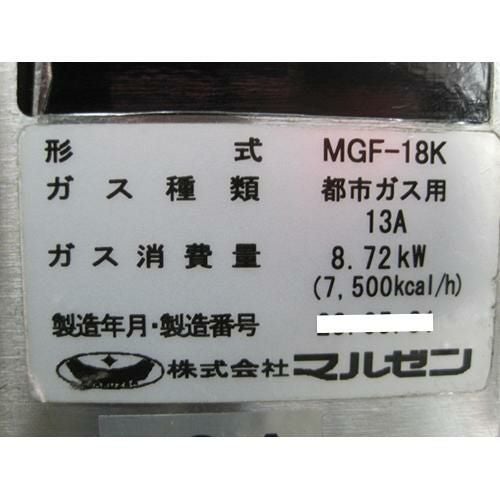 形式 MGF-18K
ガス種類 都市ガス用
13A
ガス消費量 8.72kW
(7,500kcal/h)
製造年月・製造番号
株式会社 マルゼン